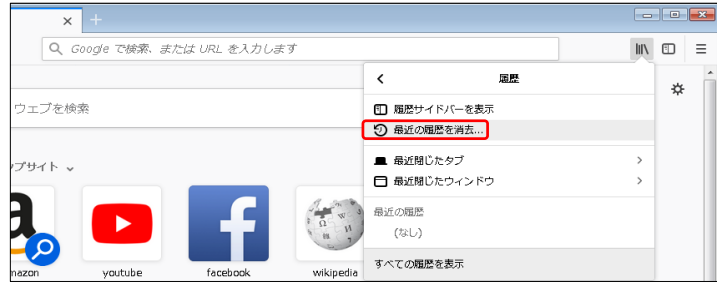 Google で検索、または URL を入力します
履歴
履歴サイドバーを表示
ウェブを検索
最近の履歴を消去...
最近閉じたタブ
プサイト
最近閉じたウィンドウ
最近の履歴
(なし)
すべての履歴を表示
mazon
youtube
facebook
wikipedia